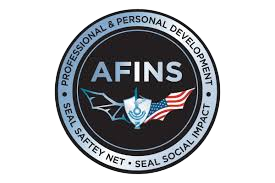 PROFESSIONAL & PERSONAL DEVELOPMENT
AFINS
SEAL SAFTEY NET • SEAL SOCIAL IMPACT